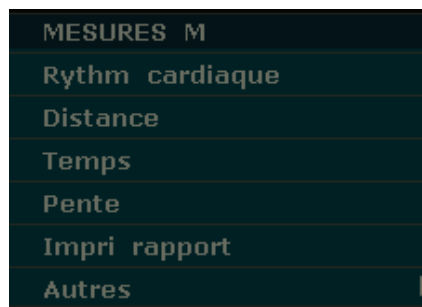 MESURES M
Rythm cardiaque
Distance
Temps
Pente
Impri rapport
Autres